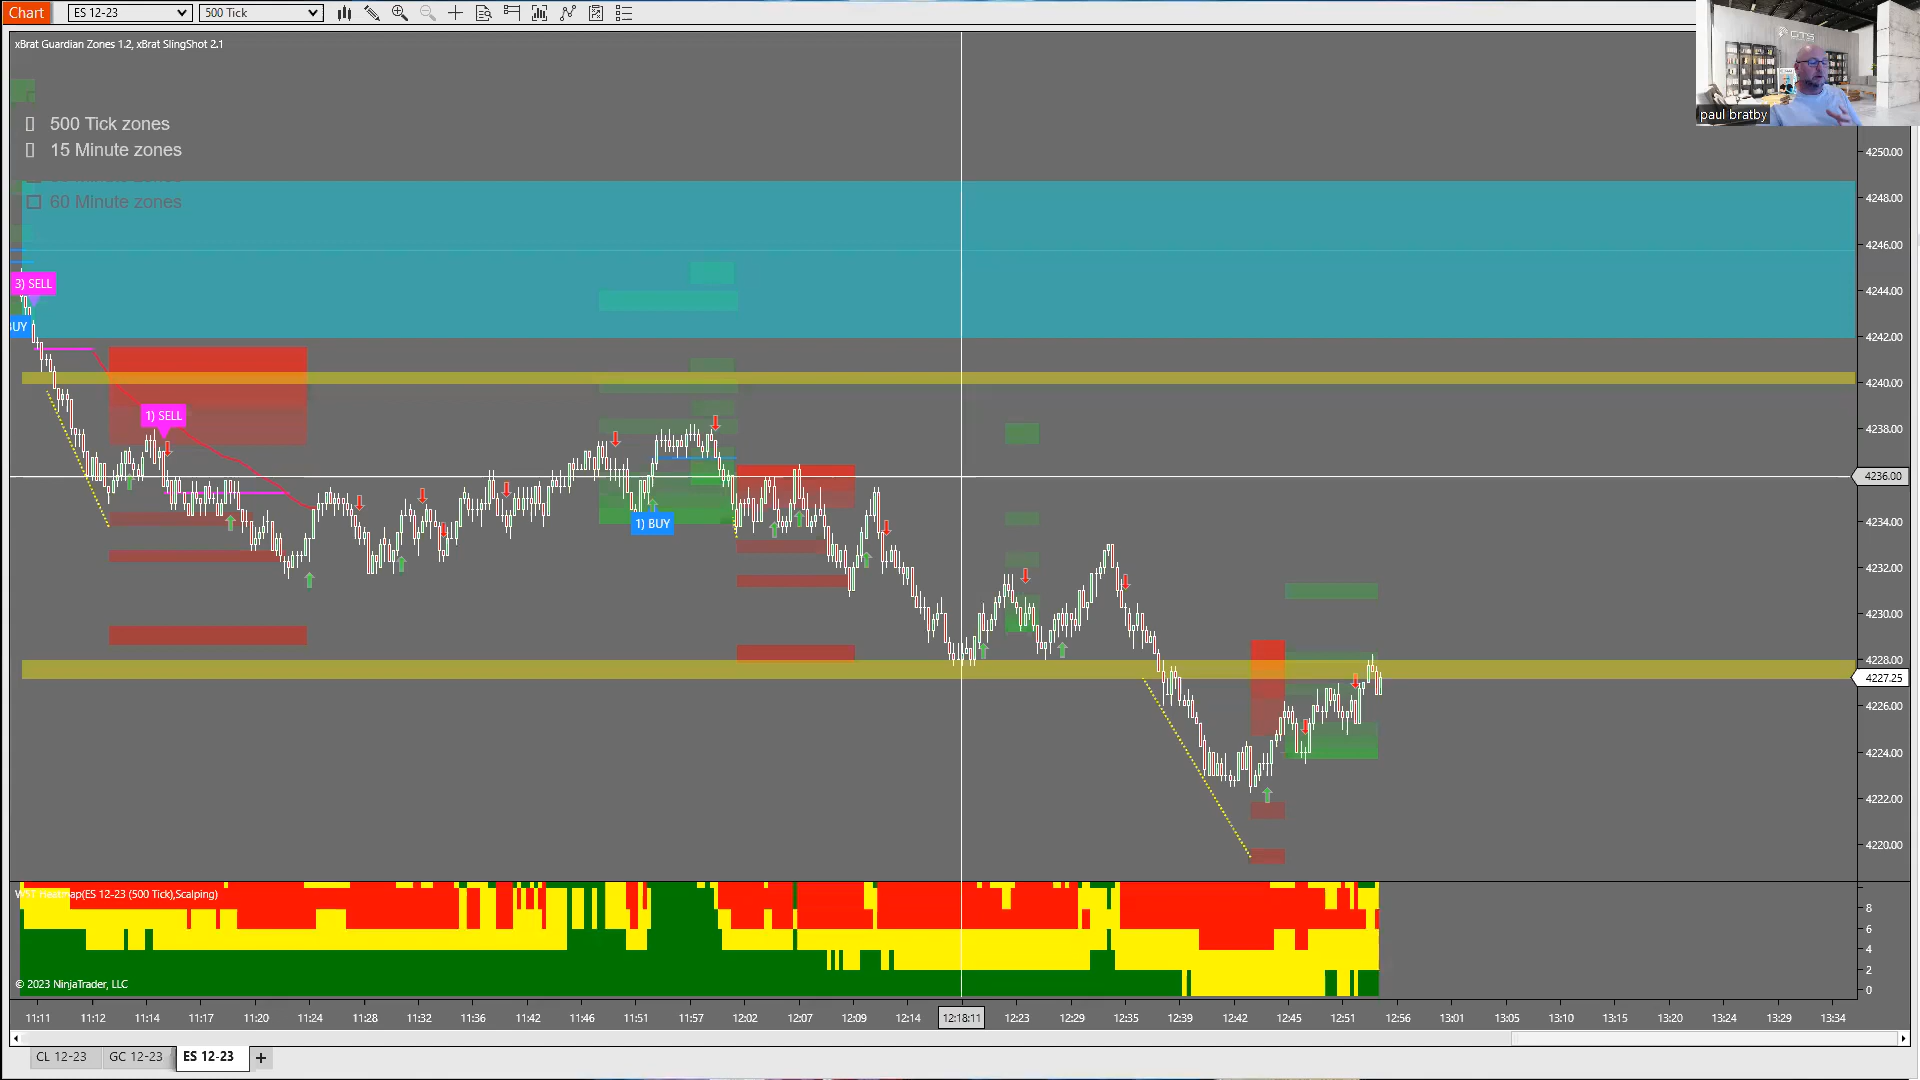 Chart
ES 12-23
500 Tick
xBrat Guardian Zones 1.2, xBrat SlingShot 2.1
GTS
paul bratby
500 Tick zones
15 Minute zones
60 Minute zones
3) SELL
BUY
1) SELL
1) BUY
4250.00
4248.00
4246.00
4244.00
4242.00
4240.00
4238.00
4236.00
4234.00
4232.00
4230.00
4228.00
4227.25
4226.00
4224.00
4222.00
4220.00
WST Heatmap(ES 12-23 (500 Tick),Scalping)
8
6
4
2
0
© 2023 NinjaTrader, LLC
11:11 11:12 11:14 11:17 11:20 11:24 11:28 11:32 11:36 11:42 11:46 11:51 11:57 12:02 12:07 12:09 12:14 12:18:11 12:23 12:29 12:35 12:39 12:42 12:45 12:51 12:56 13:01 13:05 13:15 13:20 13:24 13:29 13:34
CL 12-23 GC 12-23 ES 12-23 +